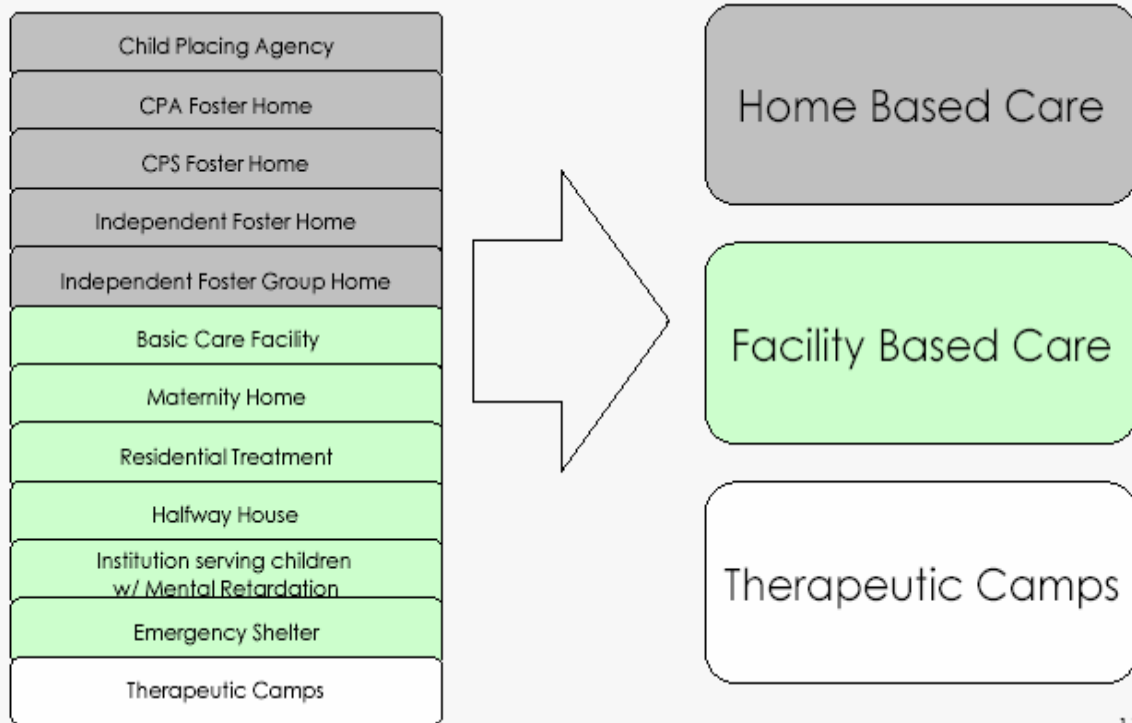 Child Placing Agency
CPA Foster Home
CPS Foster Home
Independent Foster Home
Independent Foster Group Home
Basic Care Facility
Maternity Home
Residential Treatment
Halfway House
Institution serving children
w/ Mental Retardation
Emergency Shelter
Therapeutic Camps
Home Based Care
Facility Based Care
Therapeutic Camps